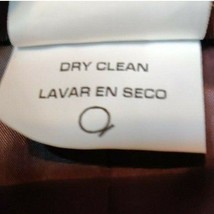 DRY CLEAN
LAVAR EN SECO